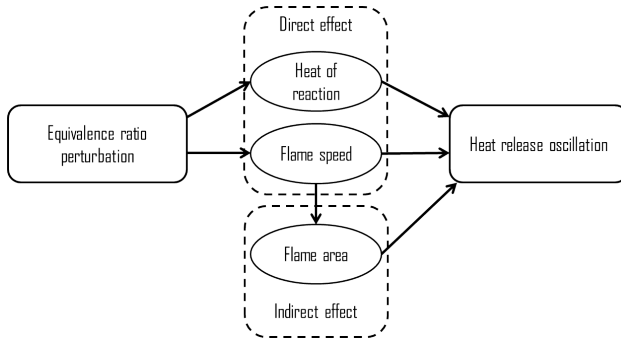 Direct effect
Heat of
reaction
Equivalence ratio
perturbation
Flame speed
Heat release oscillation
Flame area
Indirect effect